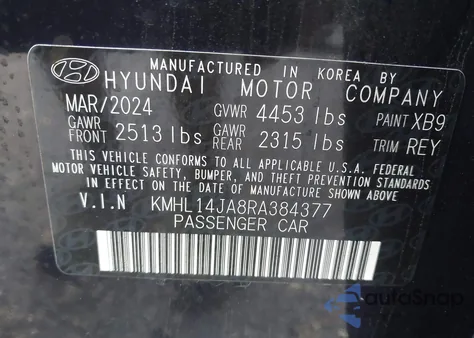 MANUFACTURED IN KOREA BY
HYUNDAI MOTOR COMPANY
MAR/2024 GVWR 4453 lbs PAINT XB9
GAWR FRONT 2513 lbs GAWR REAR 2315 lbs TRIM REY
THIS VEHICLE CONFORMS TO ALL APPLICABLE U.S.A. FEDERAL
MOTOR VEHICLE SAFETY, BUMPER, AND THEFT PREVENTION STANDARDS
IN EFFECT ON THE DATE OF MANUFACTURE SHOWN ABOVE
V.I.N KMHL14JA8RA384377
PASSENGER CAR
autoSnap